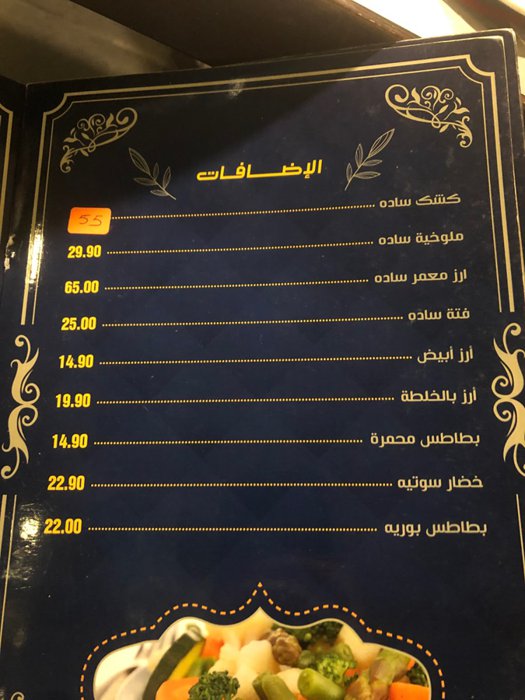 الإضــــافــات
كشك ساده 55
ملوخية ساده 29.90
ارز معمر ساده 65.00
فتة ساده 25.00
أرز أبيض 14.90
أرز بالخلطة 19.90
بطاطس محمرة 14.90
خضار سوتيه 22.90
بطاطس بوريه 22.00